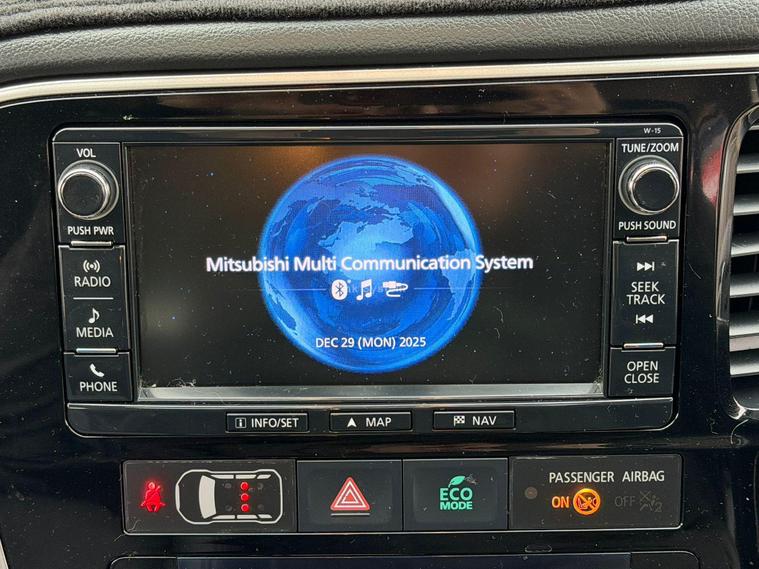 W-15
VOL
TUNE/ZOOM
PUSH PWR
PUSH SOUND
Mitsubishi Multi Communication System
RADIO
SEEK
TRACK
MEDIA
DEC 29 (MON) 2025
PHONE
OPEN
CLOSE
INFO/SET
MAP
NAV
ECO
MODE
PASSENGER AIRBAG
ON
OFF
2